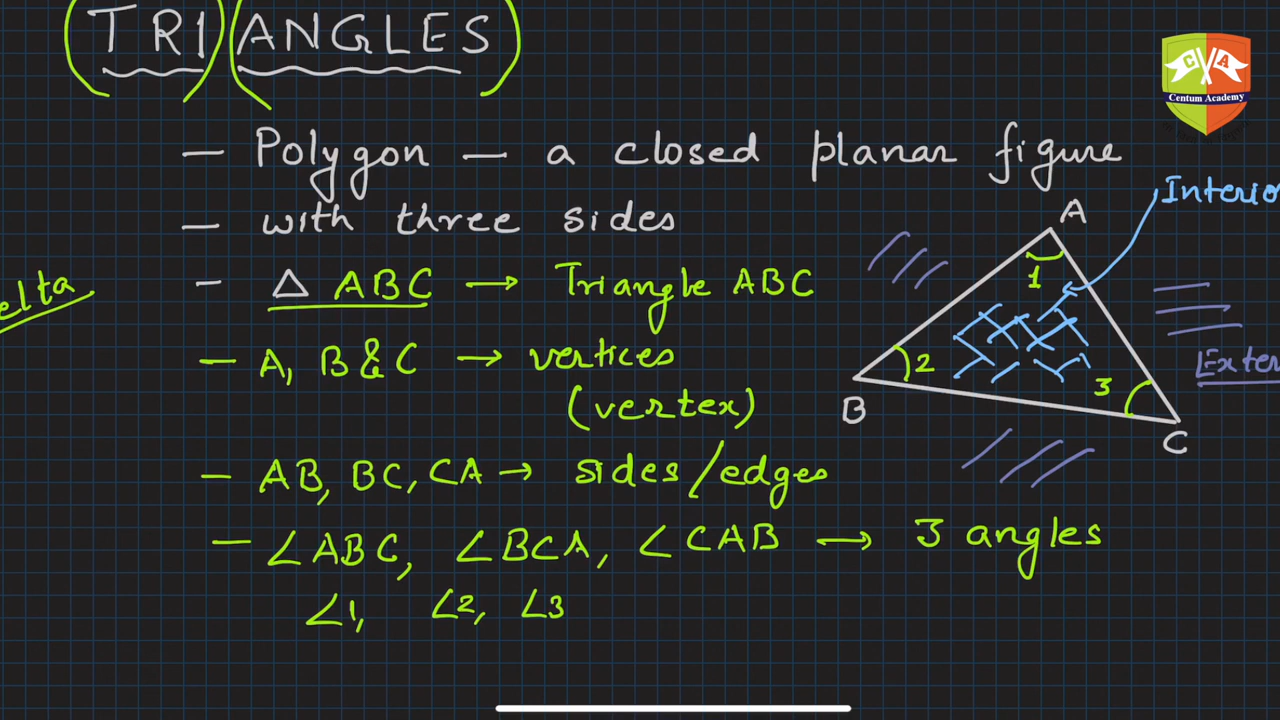 (TRI)(ANGLES)
C A
Centum Academy
— Polygon — a closed planar figure
— with three sides
Interio
A
- △ ABC → Triangle ABC
elta
1
— A, B & C → vertices
(vertex)
2
3
Exter
B
C
— AB, BC, CA → sides/edges
— ∠ABC, ∠BCA, ∠CAB → 3 angles
∠1, ∠2, ∠3